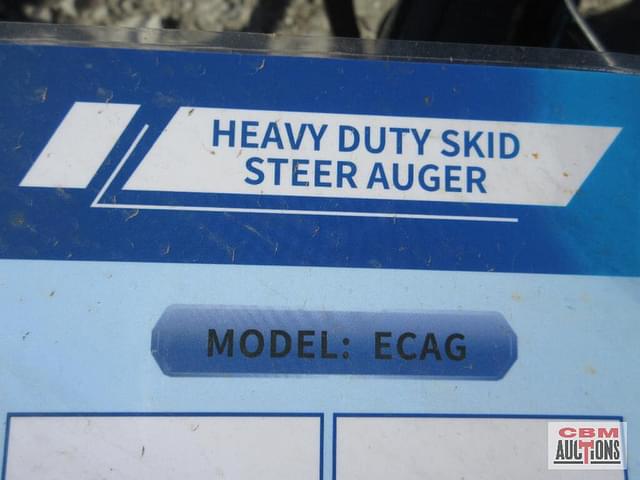 HEAVY DUTY SKID
STEER AUGER
MODEL: ECAG
CBM
AUCTIONS